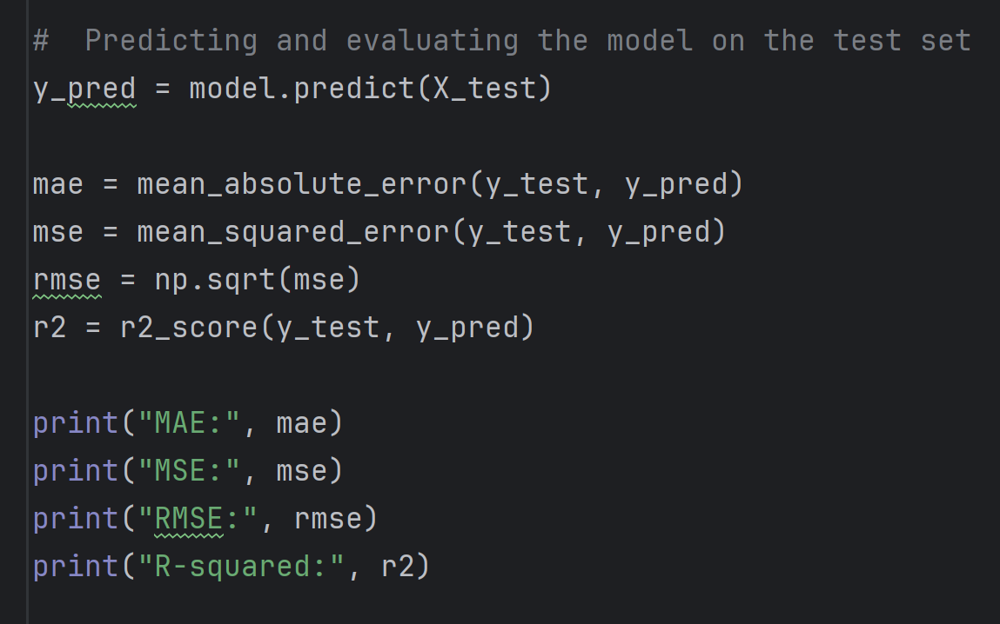 #  Predicting and evaluating the model on the test set
y_pred = model.predict(X_test)
mae = mean_absolute_error(y_test, y_pred)
mse = mean_squared_error(y_test, y_pred)
rmse = np.sqrt(mse)
r2 = r2_score(y_test, y_pred)
print("MAE:", mae)
print("MSE:", mse)
print("RMSE:", rmse)
print("R-squared:", r2)